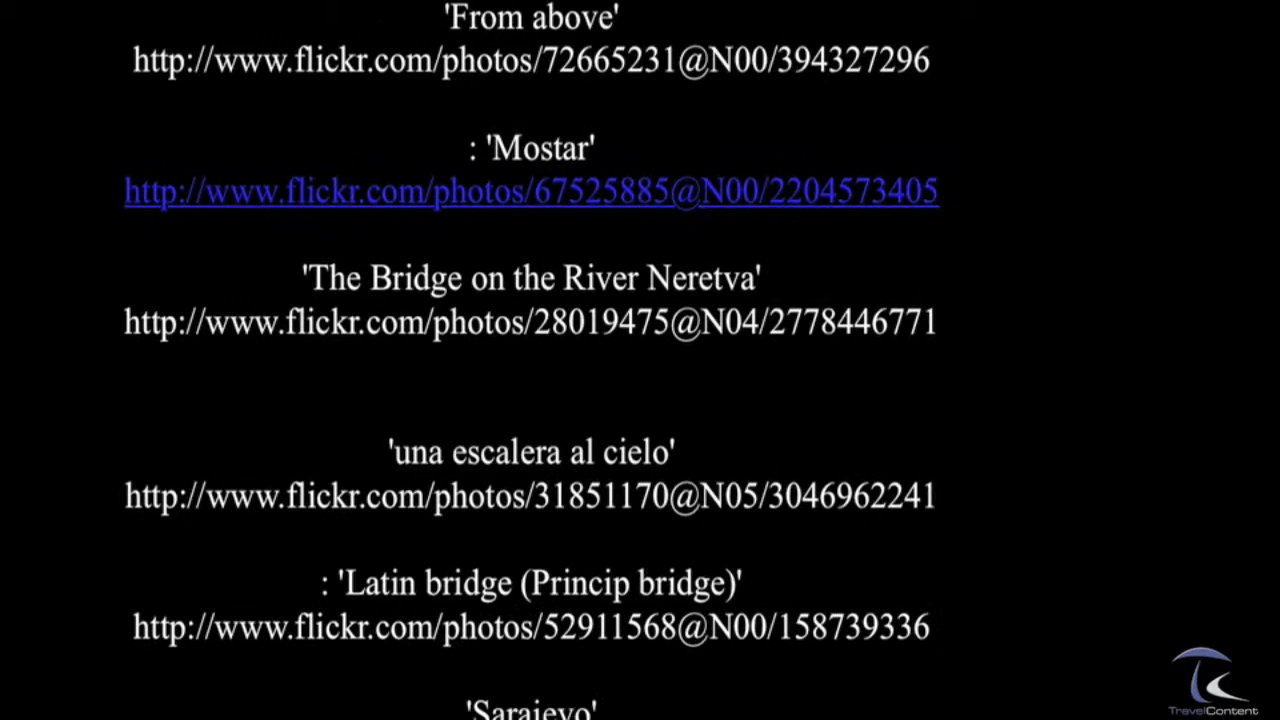 'From above'
http://www.flickr.com/photos/72665231@N00/394327296
: 'Mostar'
http://www.flickr.com/photos/67525885@N00/2204573405
'The Bridge on the River Neretva'
http://www.flickr.com/photos/28019475@N04/2778446771
'una escalera al cielo'
http://www.flickr.com/photos/31851170@N05/3046962241
: 'Latin bridge (Princip bridge)'
http://www.flickr.com/photos/52911568@N00/158739336
'Sarajevo'
TravelContent